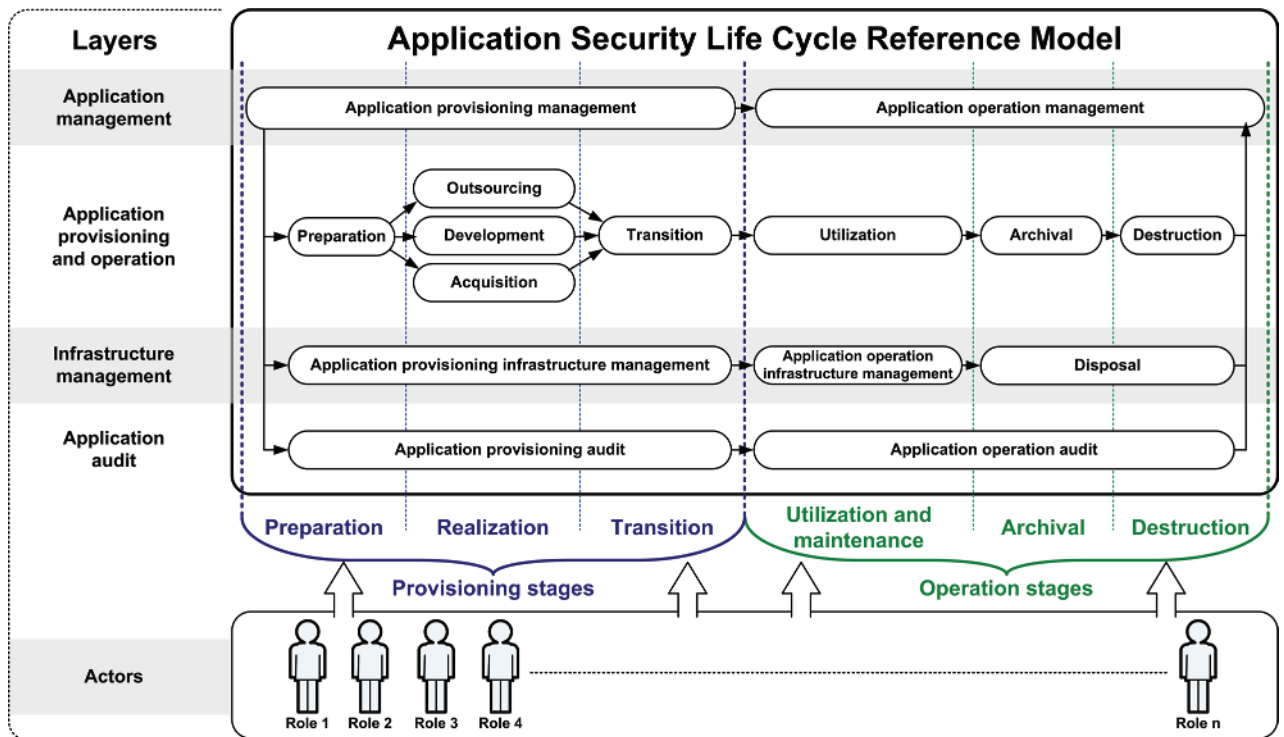 Layers
Application Security Life Cycle Reference Model
Application
management
Application provisioning management
Application operation management
Application
provisioning
and operation
Preparation
Outsourcing
Development
Acquisition
Transition
Utilization
Archival
Destruction
Infrastructure
management
Application provisioning infrastructure management
Application operation
infrastructure management
Disposal
Application
audit
Application provisioning audit
Application operation audit
Preparation
Realization
Transition
Utilization and
maintenance
Archival
Destruction
Provisioning stages
Operation stages
Actors
Role 1
Role 2
Role 3
Role 4
Role n